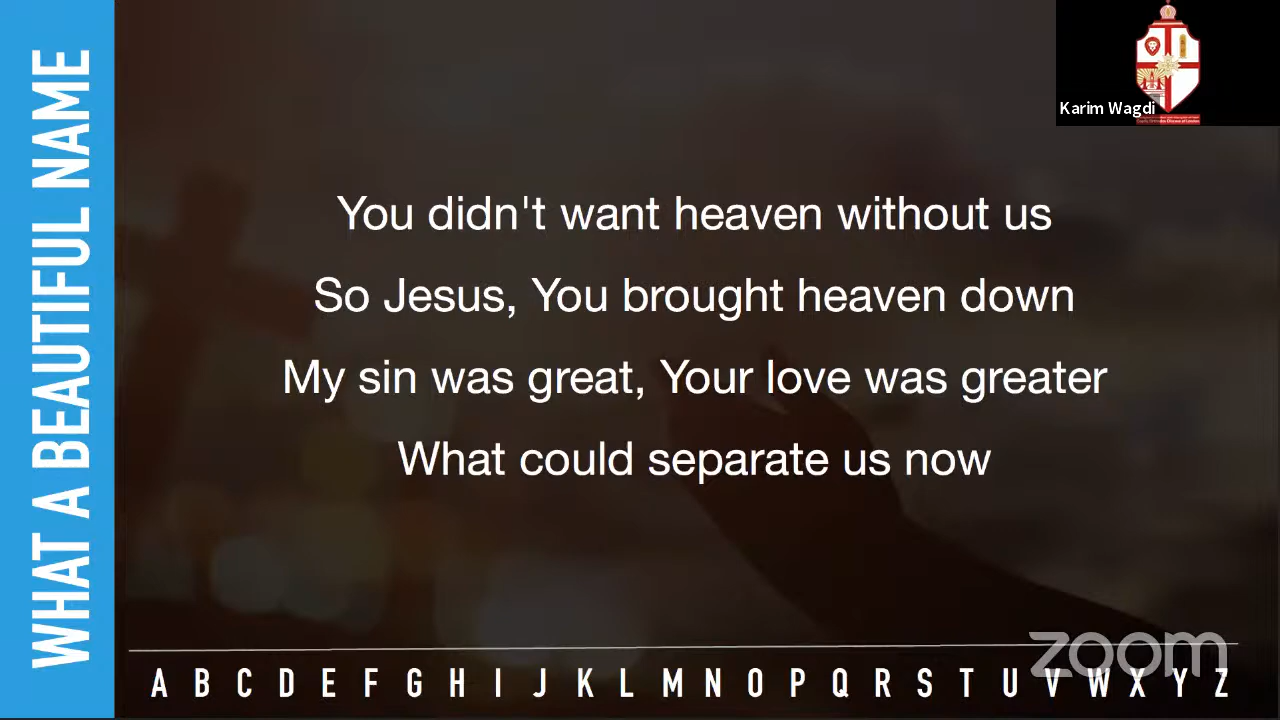 WHAT A BEAUTIFUL NAME
Karim Wagdi
You didn't want heaven without us
So Jesus, You brought heaven down
My sin was great, Your love was greater
What could separate us now
zoom
A B C D E F G H I J K L M N O P Q R S T U V W X Y Z